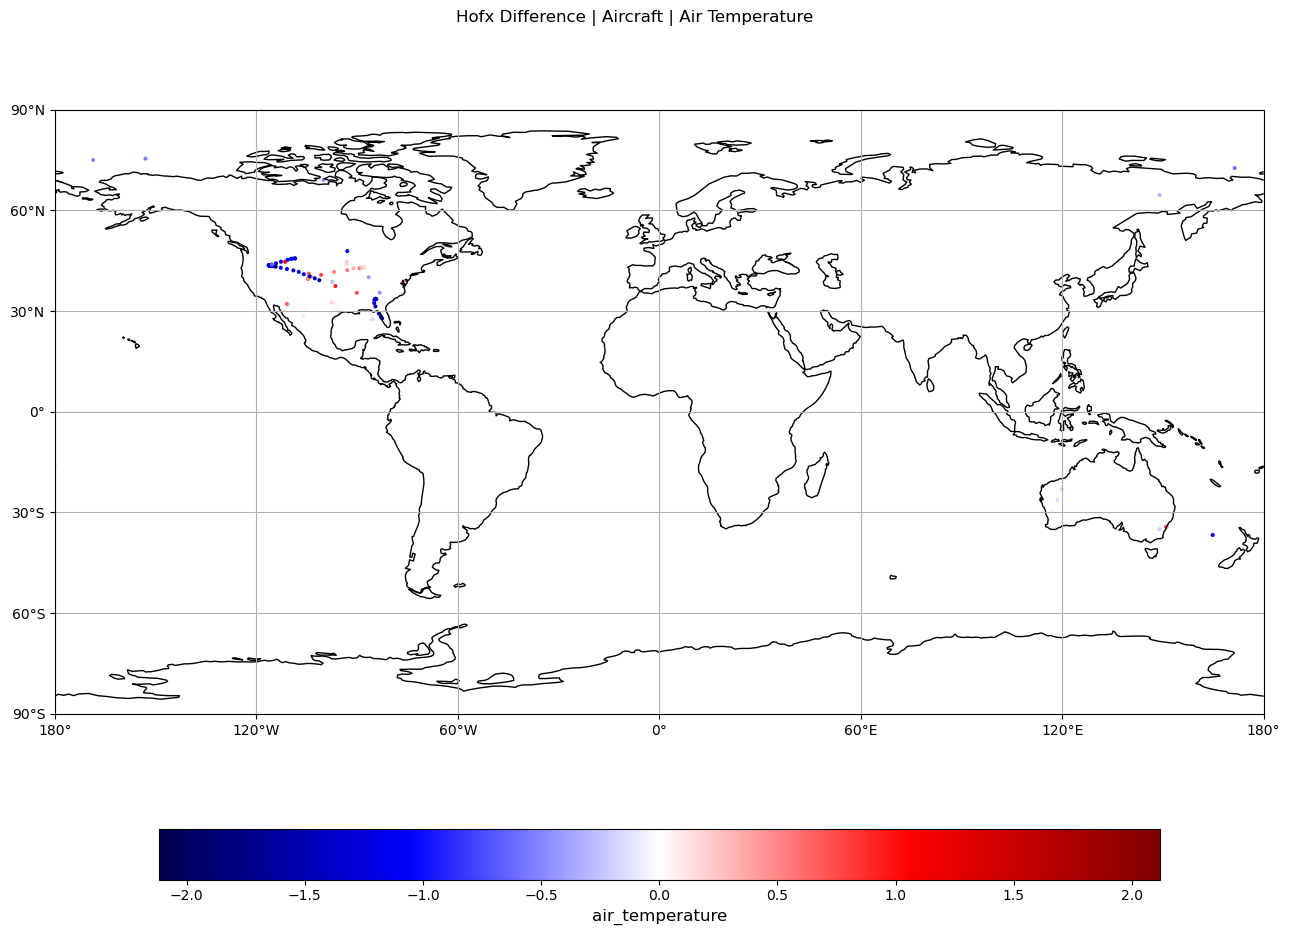 Hofx Difference | Aircraft | Air Temperature
90°N
60°N
30°N
0°
30°S
60°S
90°S
180° 120°W 60°W 0° 60°E 120°E 180°
−2.0 −1.5 −1.0 −0.5 0.0 0.5 1.0 1.5 2.0
air_temperature